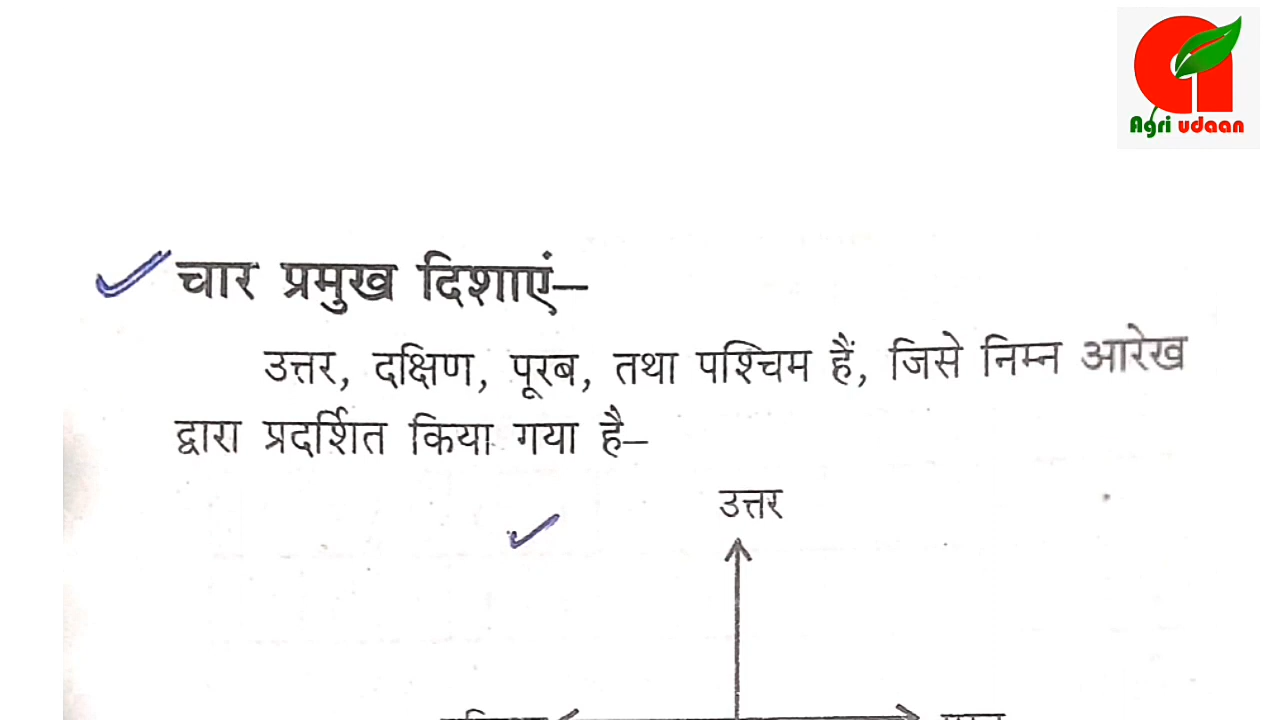 Agri udaan
चार प्रमुख दिशाएं–
उत्तर, दक्षिण, पूरब, तथा पश्चिम हैं, जिसे निम्न आरेख
द्वारा प्रदर्शित किया गया है–
उत्तर